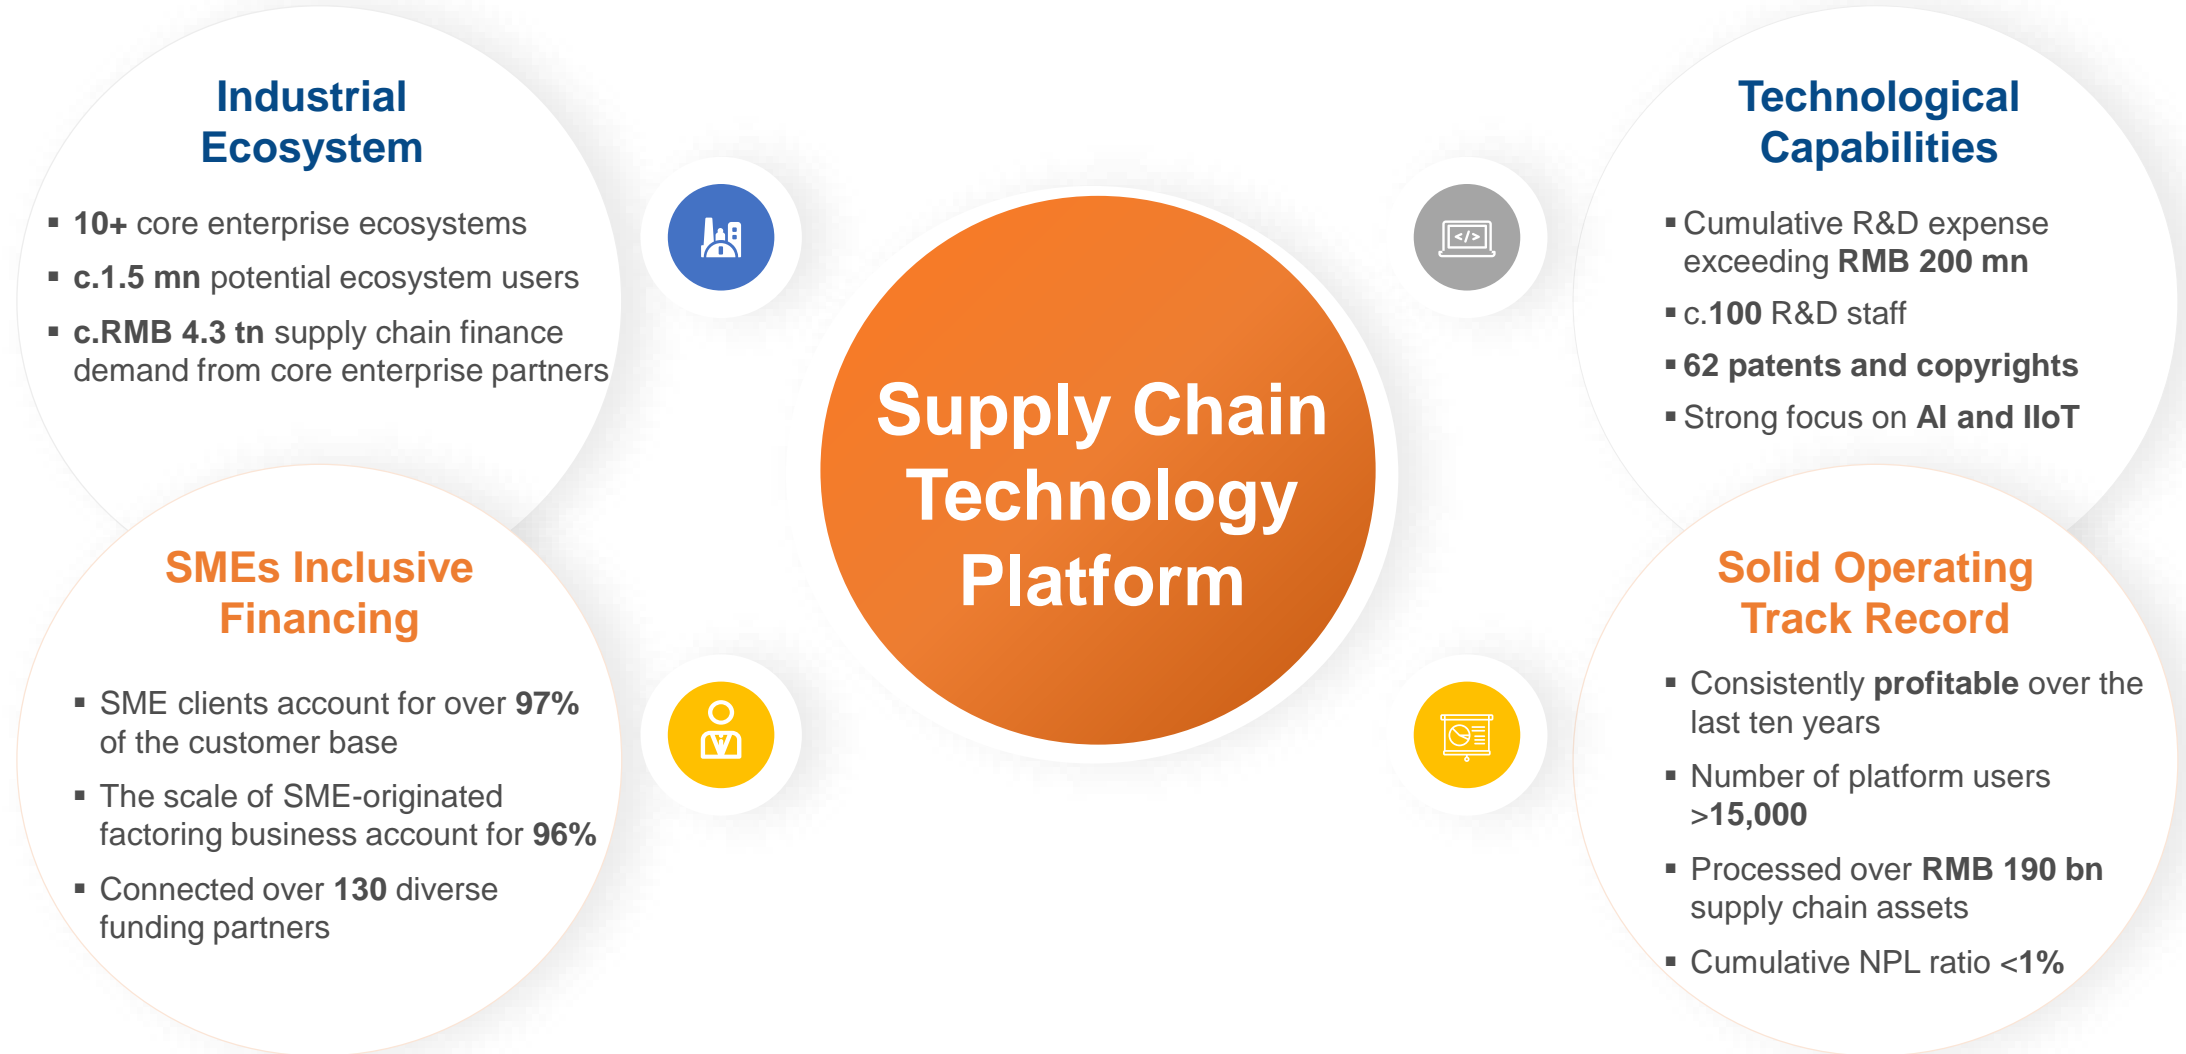 Industrial
Ecosystem
▪ 10+ core enterprise ecosystems
▪ c.1.5 mn potential ecosystem users
▪ c.RMB 4.3 tn supply chain finance
demand from core enterprise partners
SMEs Inclusive
Financing
▪ SME clients account for over 97%
of the customer base
▪ The scale of SME-originated
factoring business account for 96%
▪ Connected over 130 diverse
funding partners
Supply Chain
Technology
Platform
</>
Technological
Capabilities
▪ Cumulative R&D expense
exceeding RMB 200 mn
▪ c.100 R&D staff
▪ 62 patents and copyrights
▪ Strong focus on AI and IIoT
Solid Operating
Track Record
▪ Consistently profitable over the
last ten years
▪ Number of platform users
>15,000
▪ Processed over RMB 190 bn
supply chain assets
▪ Cumulative NPL ratio <1%